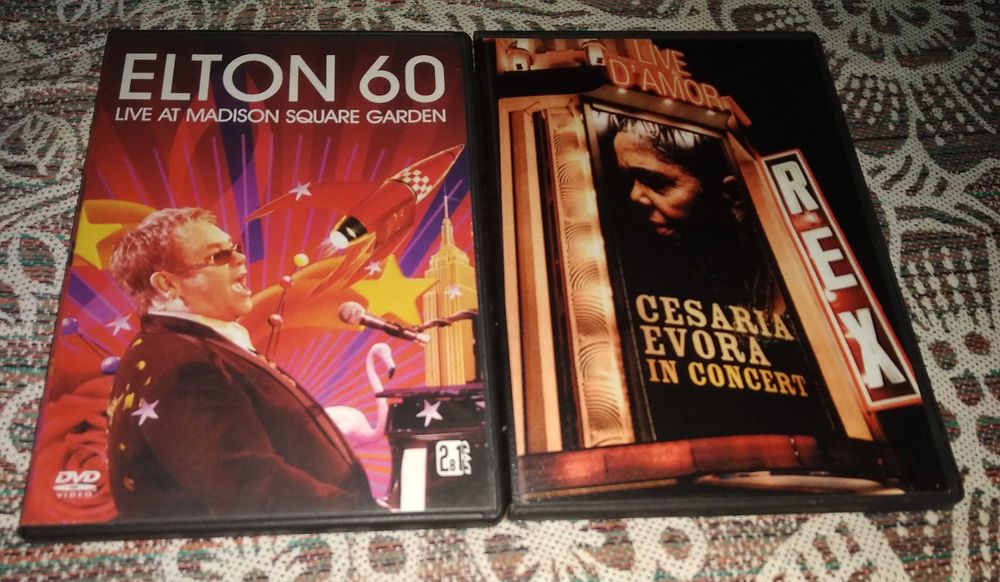 ELTON 60
LIVE AT MADISON SQUARE GARDEN
DVD
VIDEO
LIVE
D'AMOR
REX
CESARIA
EVORA
IN CONCERT